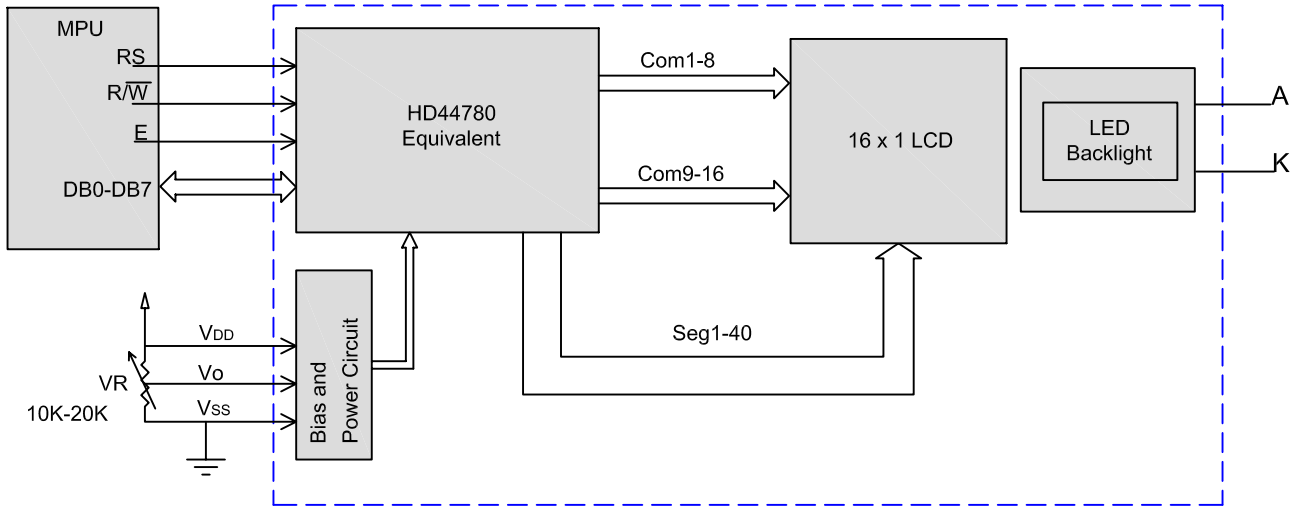 MPU
RS
R/W̅
E
DB0-DB7
HD44780
Equivalent
Com1-8
Com9-16
16 x 1 LCD
LED
Backlight
A
K
VDD
Vo
VSS
VR
10K-20K
Bias and
Power Circuit
Seg1-40